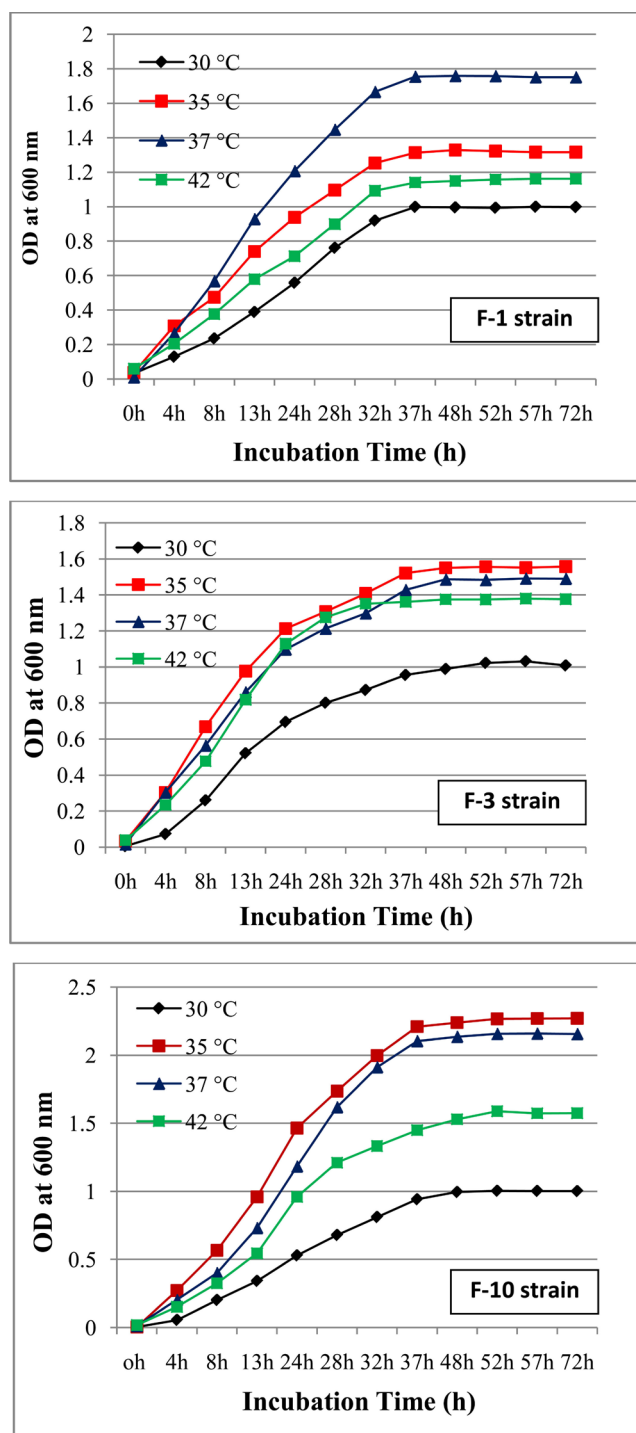 2
1.8
1.6
1.4
1.2
1
0.8
0.6
0.4
0.2
0
OD at 600 nm
30 °C
35 °C
37 °C
42 °C
F-1 strain
0h 4h 8h 13h 24h 28h 32h 37h 48h 52h 57h 72h
Incubation Time (h)
1.8
1.6
1.4
1.2
1
0.8
0.6
0.4
0.2
0
OD at 600 nm
30 °C
35 °C
37 °C
42 °C
F-3 strain
0h 4h 8h 13h 24h 28h 32h 37h 48h 52h 57h 72h
Incubation Time (h)
2.5
2
1.5
1
0.5
0
OD at 600 nm
30 °C
35 °C
37 °C
42 °C
F-10 strain
oh 4h 8h 13h 24h 28h 32h 37h 48h 52h 57h 72h
Incubation Time (h)